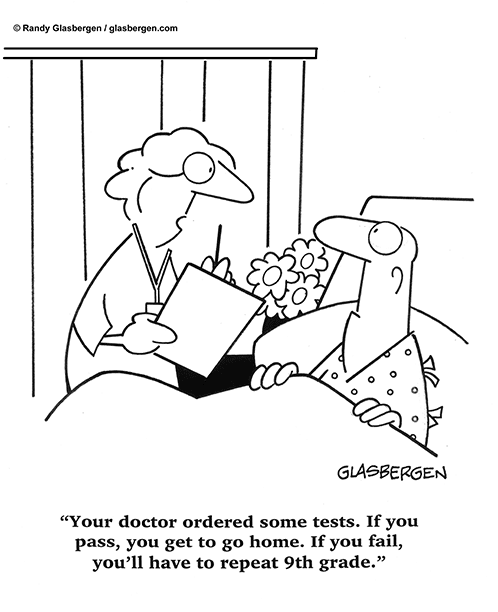 © Randy Glasbergen / glasbergen.com
GLASBERGEN
“Your doctor ordered some tests. If you
pass, you get to go home. If you fail,
you’ll have to repeat 9th grade.”